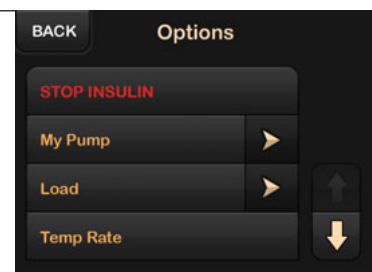 BACK Options
STOP INSULIN
My Pump
Load
Temp Rate